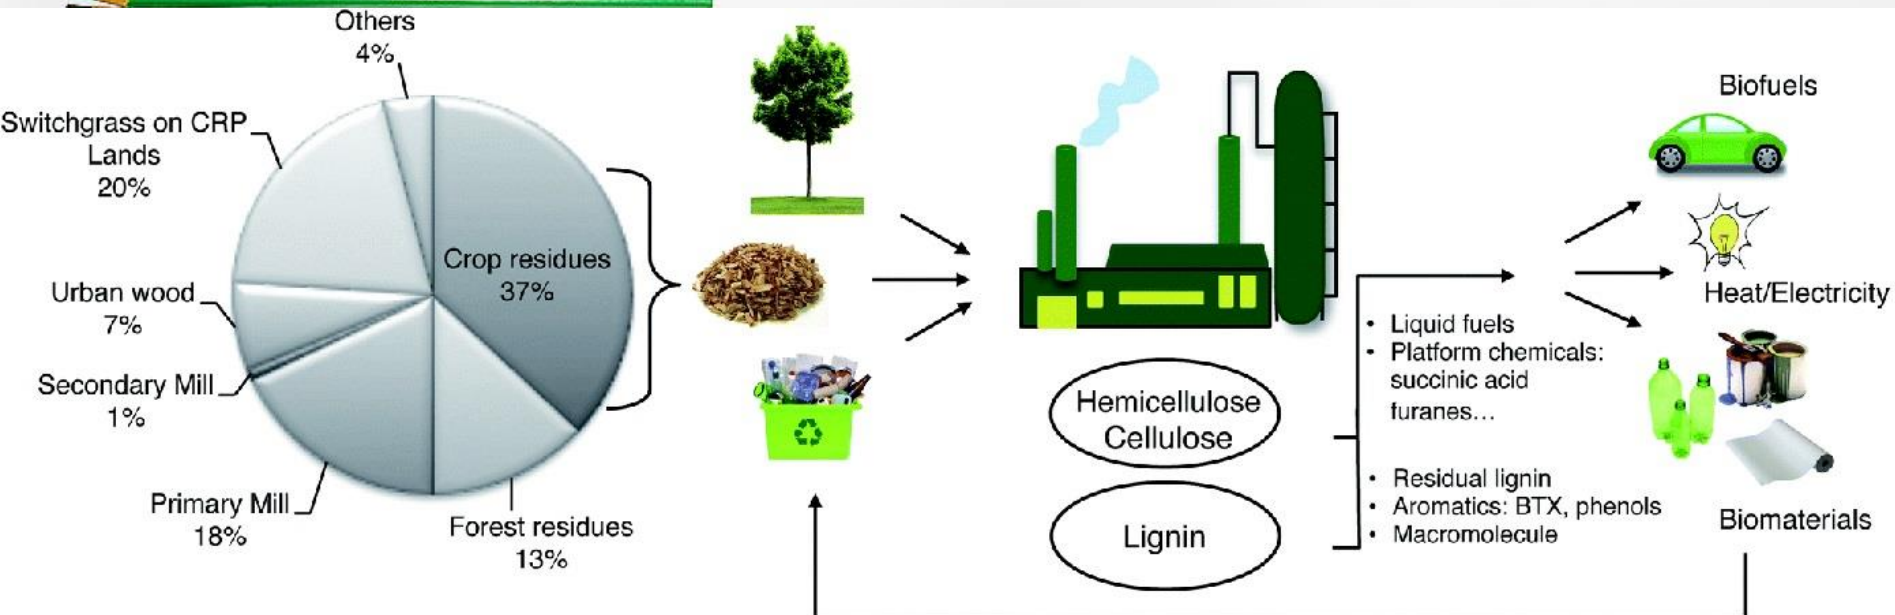 Others
4%
Switchgrass on CRP
Lands
20%
Crop residues
37%
Urban wood
7%
Secondary Mill
1%
Primary Mill
18%
Forest residues
13%
Hemicellulose
Cellulose
Lignin
• Liquid fuels
• Platform chemicals:
succinic acid
furanes...
• Residual lignin
• Aromatics: BTX, phenols
• Macromolecule
Biofuels
Heat/Electricity
Biomaterials